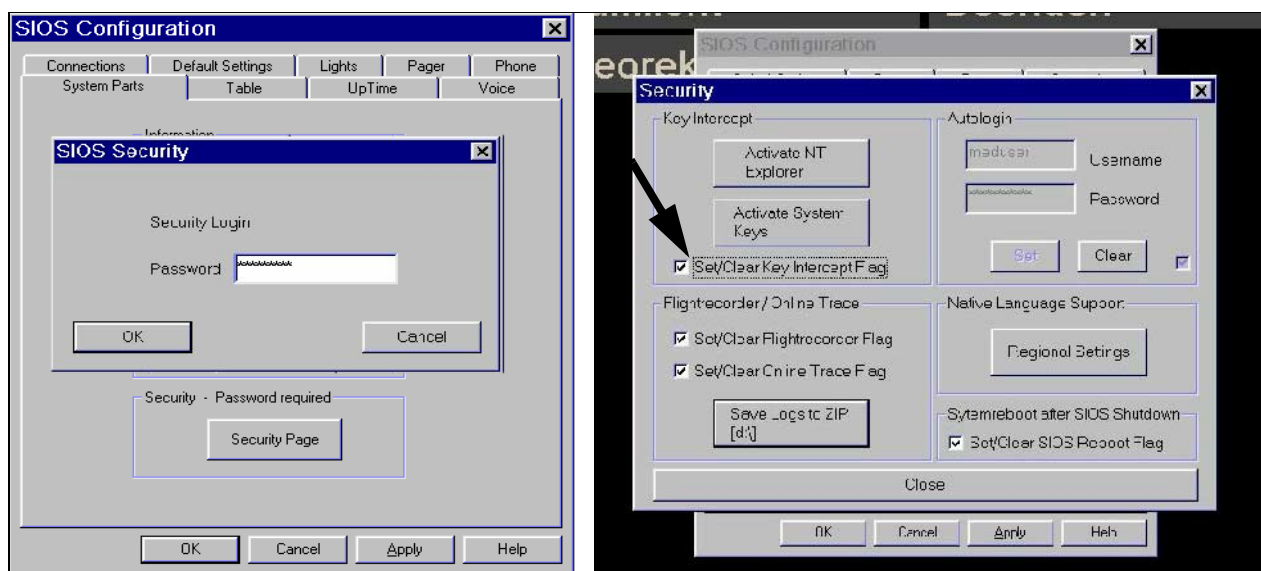 SIOS Configuration
Connections Default Settings Lights Pager Phone
System Parts Table UpTime Voice
Information
SIOS Security
Security Login
Password **********
OK Cancel
Security - Password required
Security Page
OK Cancel Apply Help
SIOS Configuration
Security
Key Intercept
Activate NT
Explorer
Activate System
Keys
Set/Clear Key Intercept Flag
Autologin
meduser Username
Password
Set Clear
Flightrecorder / Online Trace
Set/Clear Flightrecorder Flag
Set/Clear Online Trace Flag
Save Logs to ZIP
[d:\]
Native Language Support
Regional Settings
Sytemreboot after SIOS Shutdown
Set/Clear SIOS Reboot Flag
Close
OK Cancel Apply Help